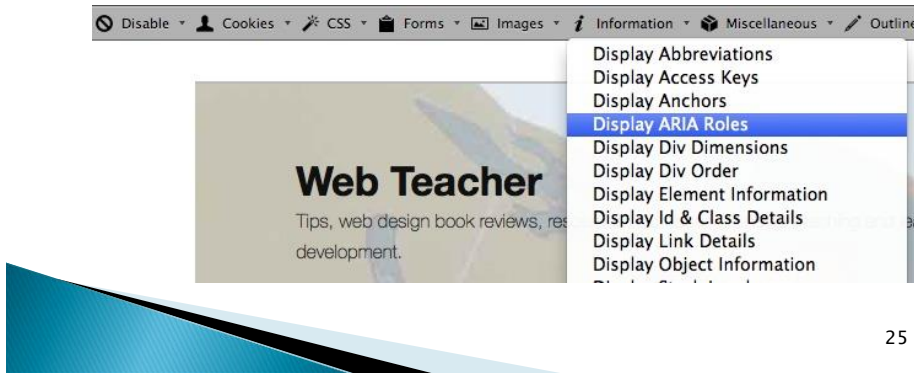 Disable Cookies CSS Forms Images Information Miscellaneous Outline
Display Abbreviations
Display Access Keys
Display Anchors
Display ARIA Roles
Display Div Dimensions
Display Div Order
Display Element Information
Display Id & Class Details
Display Link Details
Display Object Information
Web Teacher
Tips, web design book reviews,
development.
25